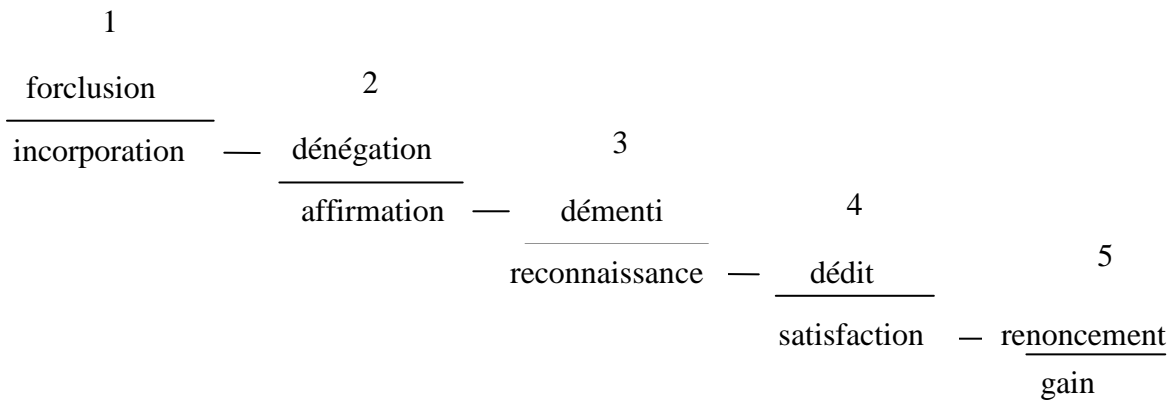 1
forclusion 2
incorporation — dénégation 3
affirmation — démenti 4
reconnaissance — dédit 5
satisfaction — renoncement
gain